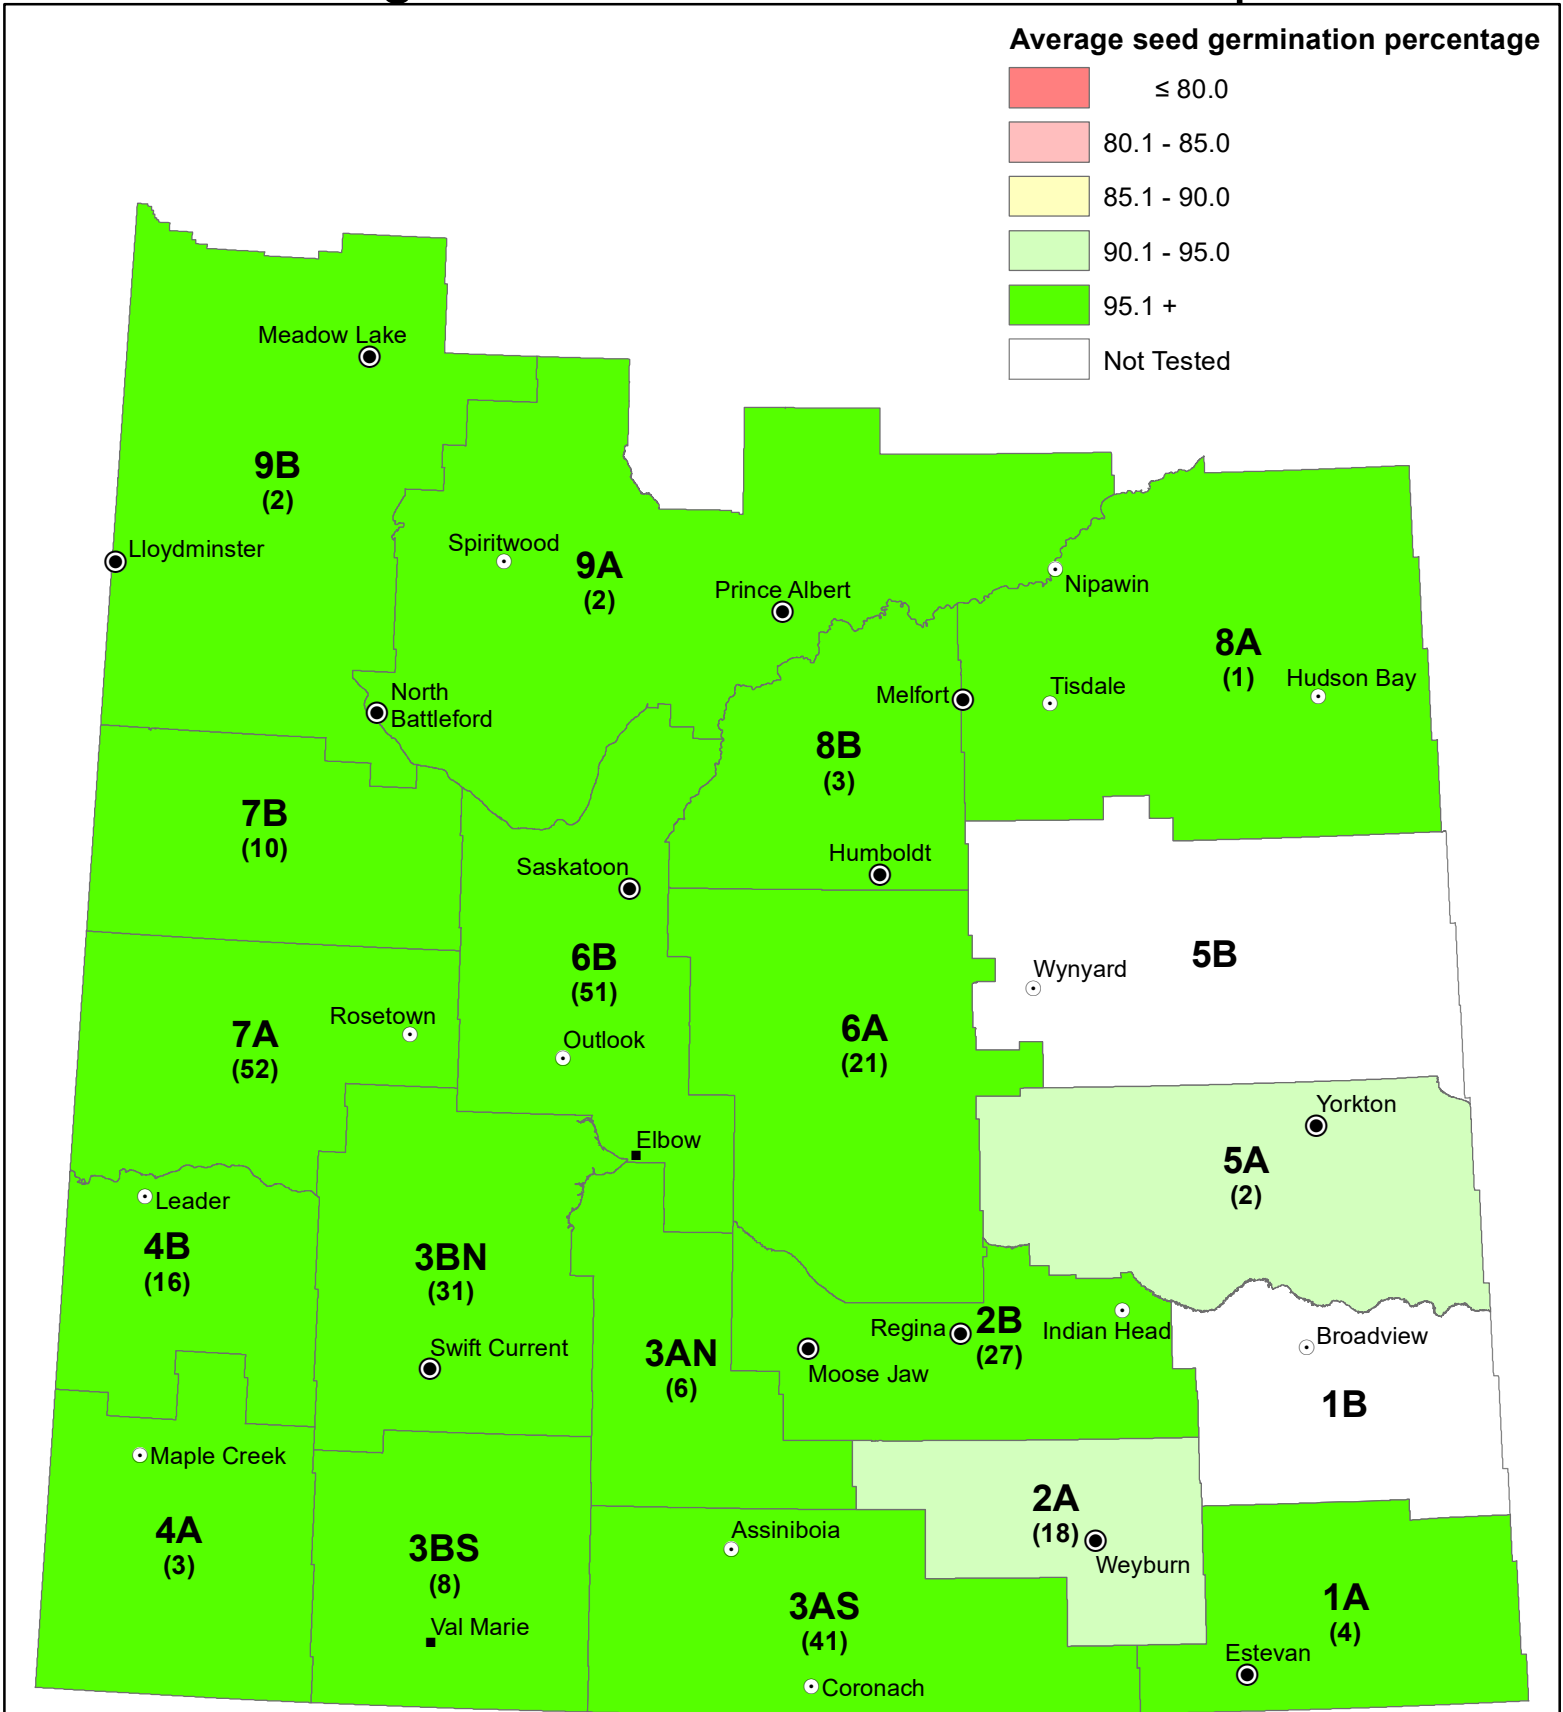 Average seed germination percentage
≤ 80.0
80.1 - 85.0
85.1 - 90.0
90.1 - 95.0
95.1 +
Not Tested
Meadow Lake
9B
(2)
Lloydminster
Spiritwood
9A
(2)
Prince Albert
Nipawin
8A
(1)
Hudson Bay
Tisdale
Melfort
North
Battleford
8B
(3)
7B
(10)
Humboldt
Saskatoon
6B
(51)
5B
Wynyard
Rosetown
7A
(52)
Outlook
6A
(21)
Yorkton
5A
(2)
Elbow
Leader
4B
(16)
3BN
(31)
Swift Current
3AN
(6)
Regina
2B
(27)
Indian Head
Moose Jaw
Broadview
1B
Maple Creek
4A
(3)
3BS
(8)
Val Marie
Assiniboia
2A
(18)
Weyburn
3AS
(41)
Coronach
1A
(4)
Estevan